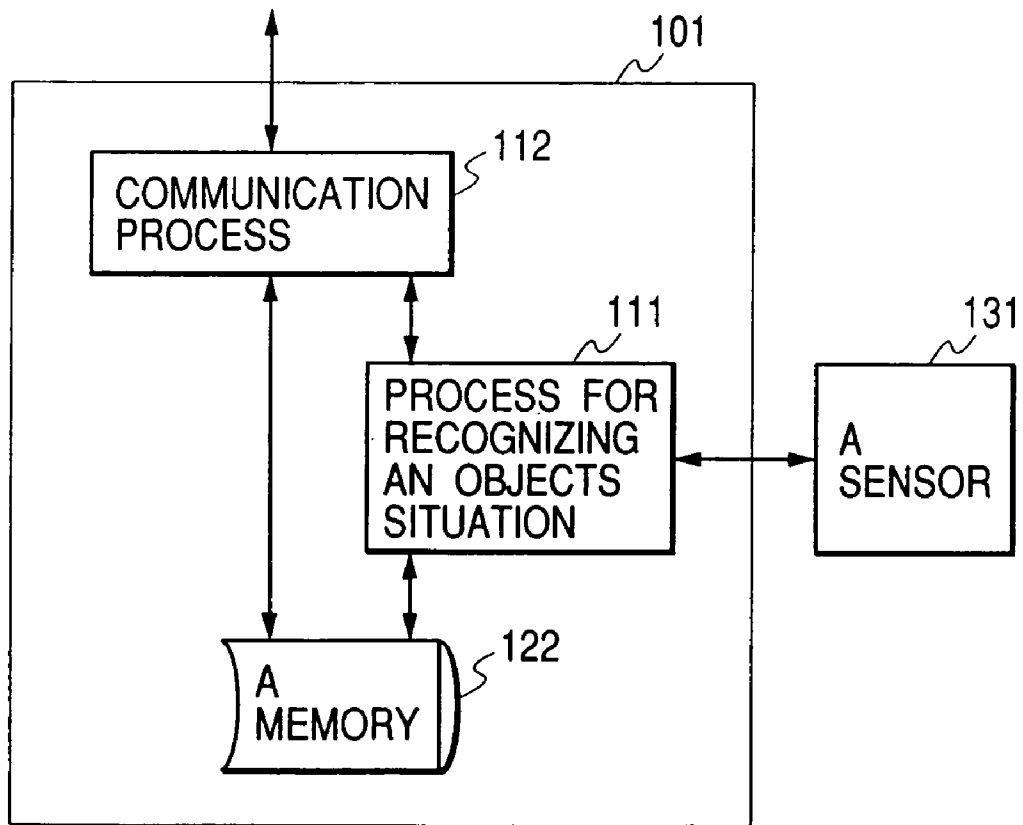 101
112
COMMUNICATION
PROCESS
111
131
PROCESS FOR
RECOGNIZING
AN OBJECTS
SITUATION
A
SENSOR
122
A
MEMORY